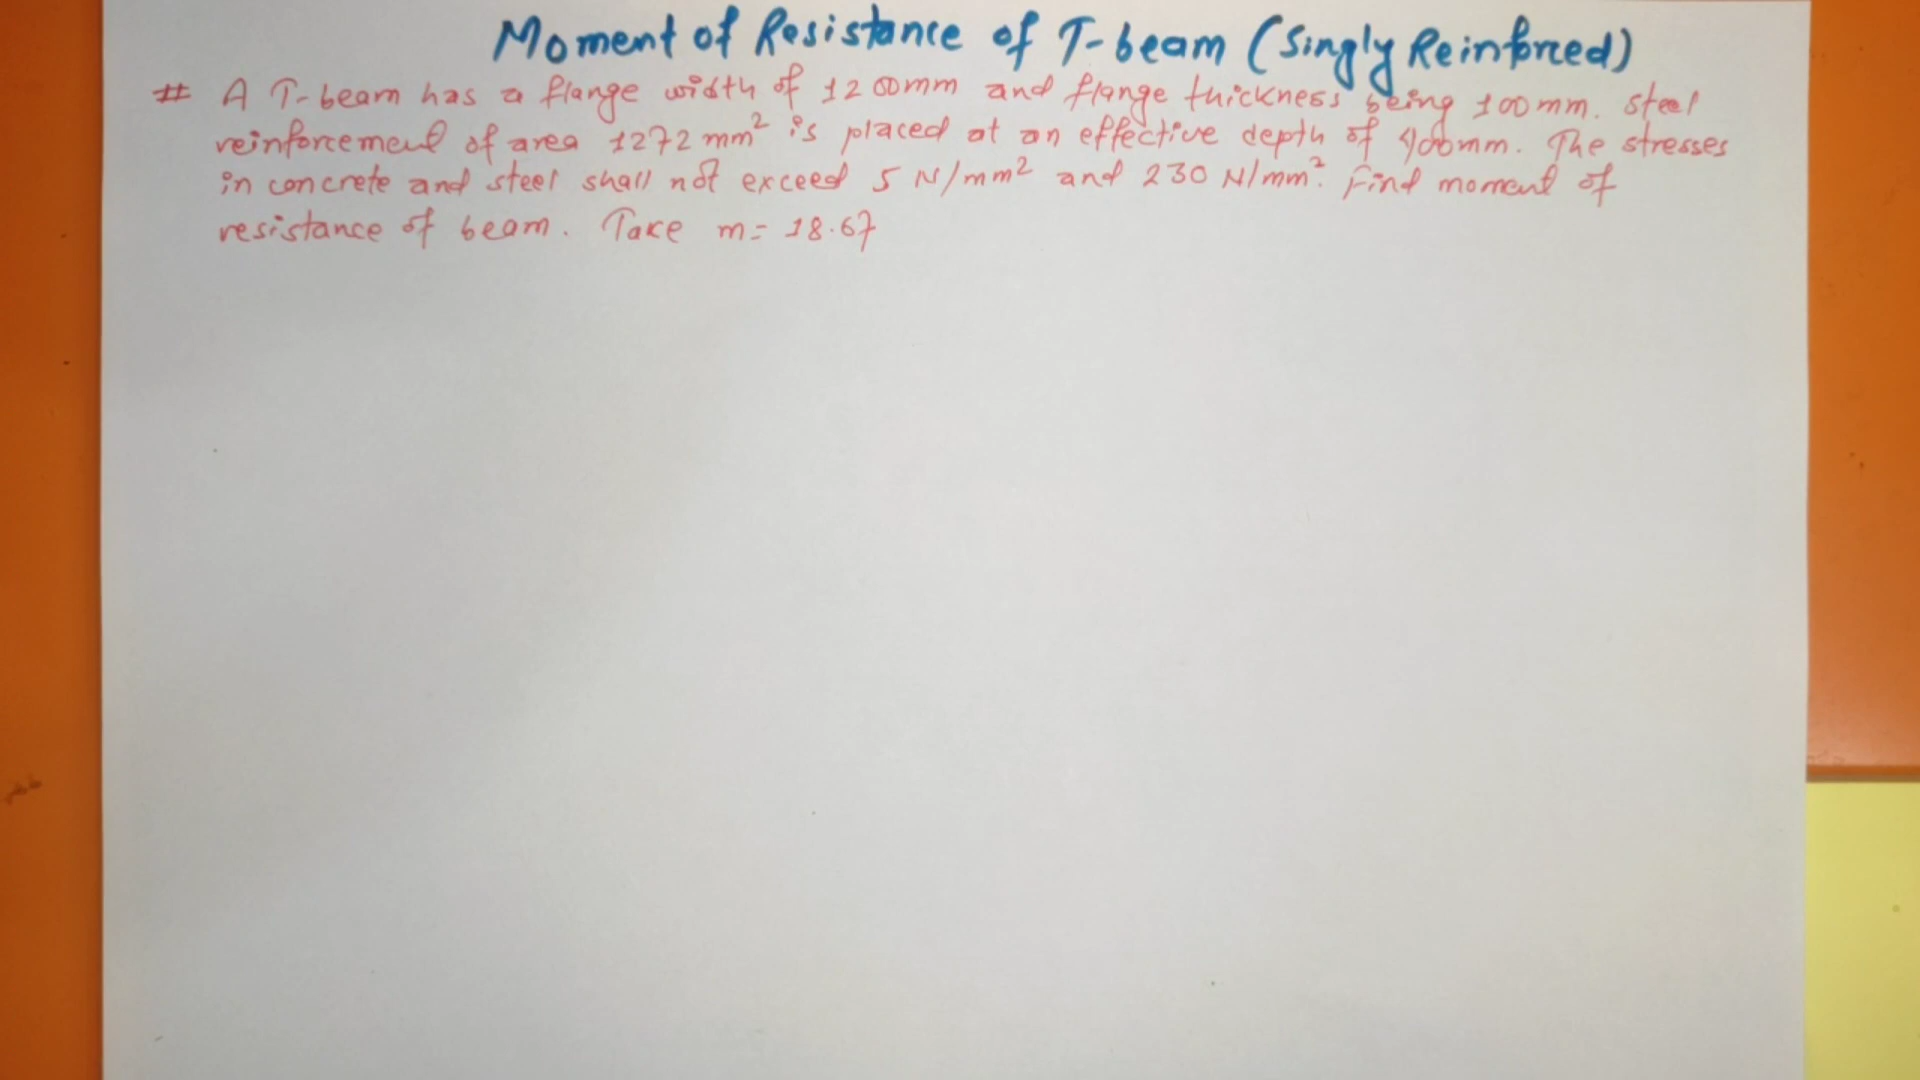 Moment of Resistance of T-beam (Singly Reinforced)
# A T-beam has a flange width of 1200mm and flange thickness being 100mm. Steel
reinforcement of area 1272 mm² is placed at an effective depth of 400mm. The stresses
in concrete and steel shall not exceed 5 N/mm² and 230 N/mm². Find moment of
resistance of beam. Take m= 18.67